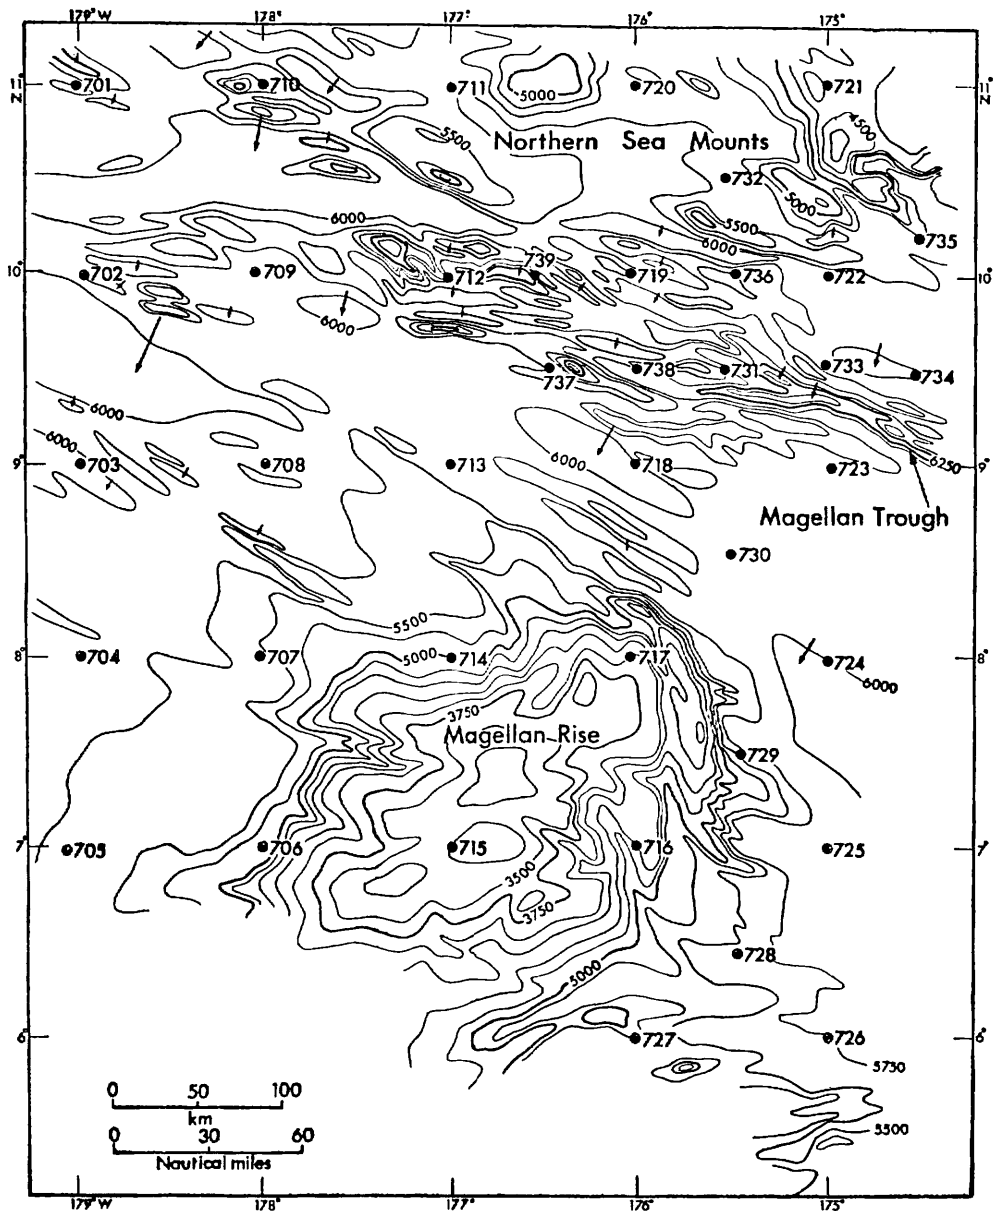 179°W 178° 177° 176° 175°
11° N
701 710 711 720 721 11° N
5000
4500
5500
Northern Sea Mounts
732
5000
6000
5500
6000
735
739
10° 702 709 712 719 736 722 10°
6000
737 738 731 733 734
6000
6000
703 708 713 718 723 6250
9° 9°
6000
Magellan Trough
730
5500
8° 704 707 5000 714 717 724 8°
6000
3750
Magellan Rise
729
7° 705 706 715 716 725 7°
3500
3750
728
5000
6° 727 726 6°
5750
0 50 100
km
0 30 60
Nautical miles
5500
179°W 178° 177° 176° 175°